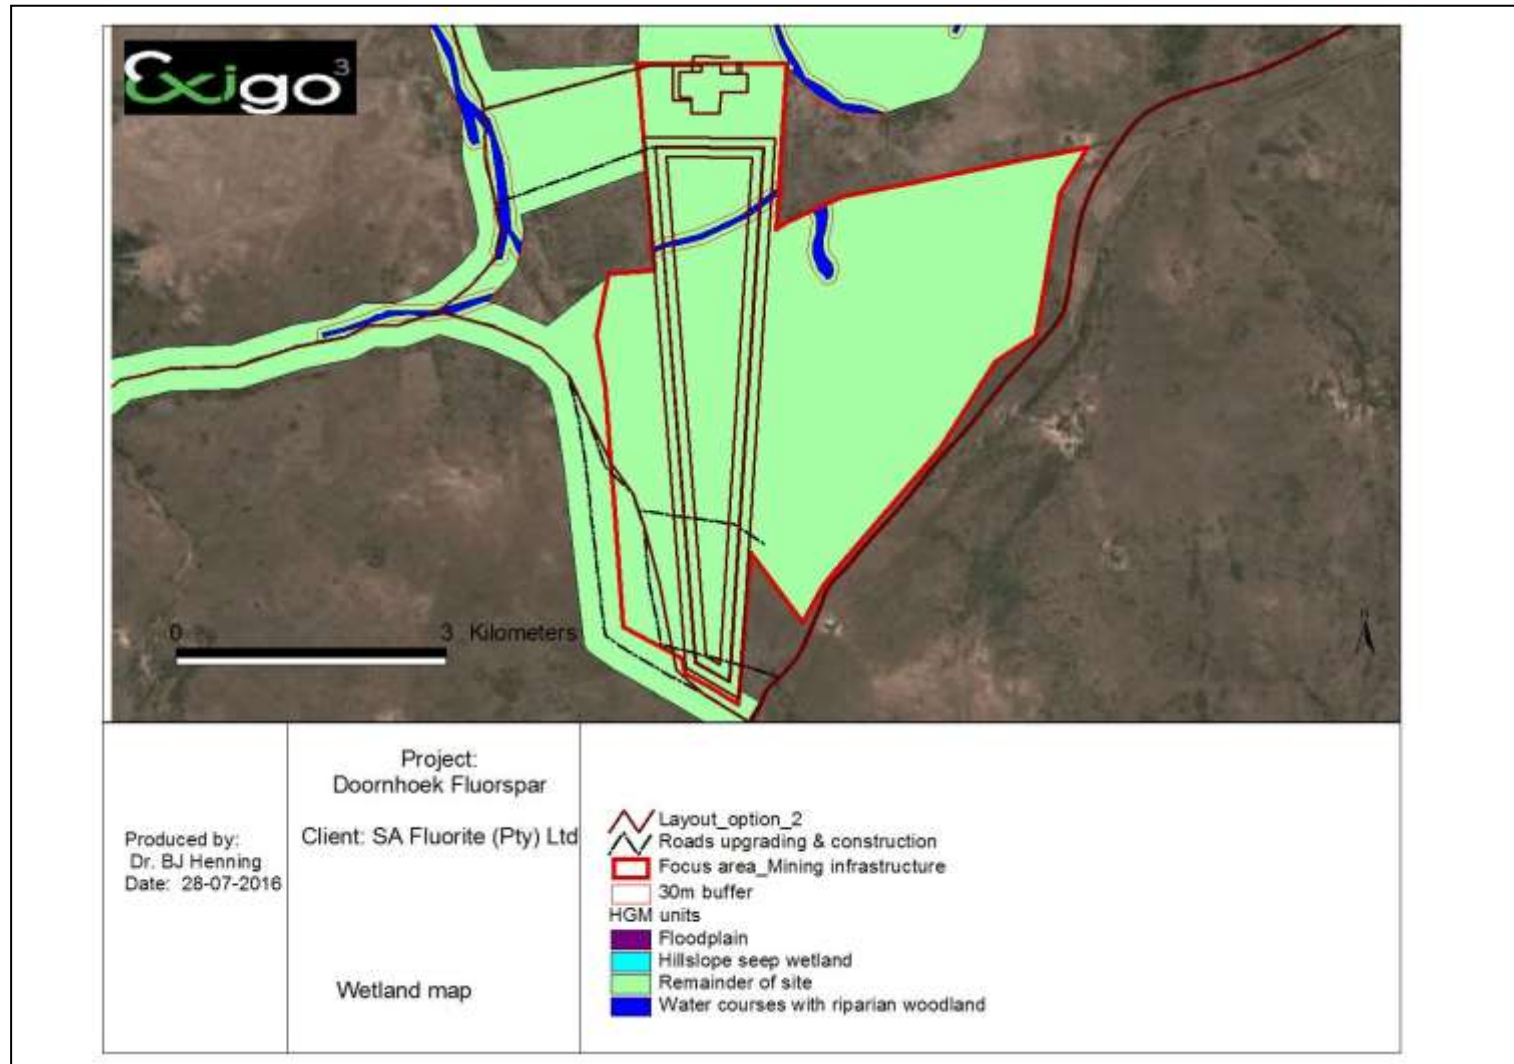 Exigo3
0 3 Kilometers
N
Produced by:
Dr. BJ Henning
Date: 28-07-2016
Project:
Doornhoek Fluorspar
Client: SA Fluorite (Pty) Ltd
Wetland map
Layout_option_2
Roads upgrading & construction
Focus area_Mining infrastructure
30m buffer
HGM units
Floodplain
Hillslope seep wetland
Remainder of site
Water courses with riparian woodland